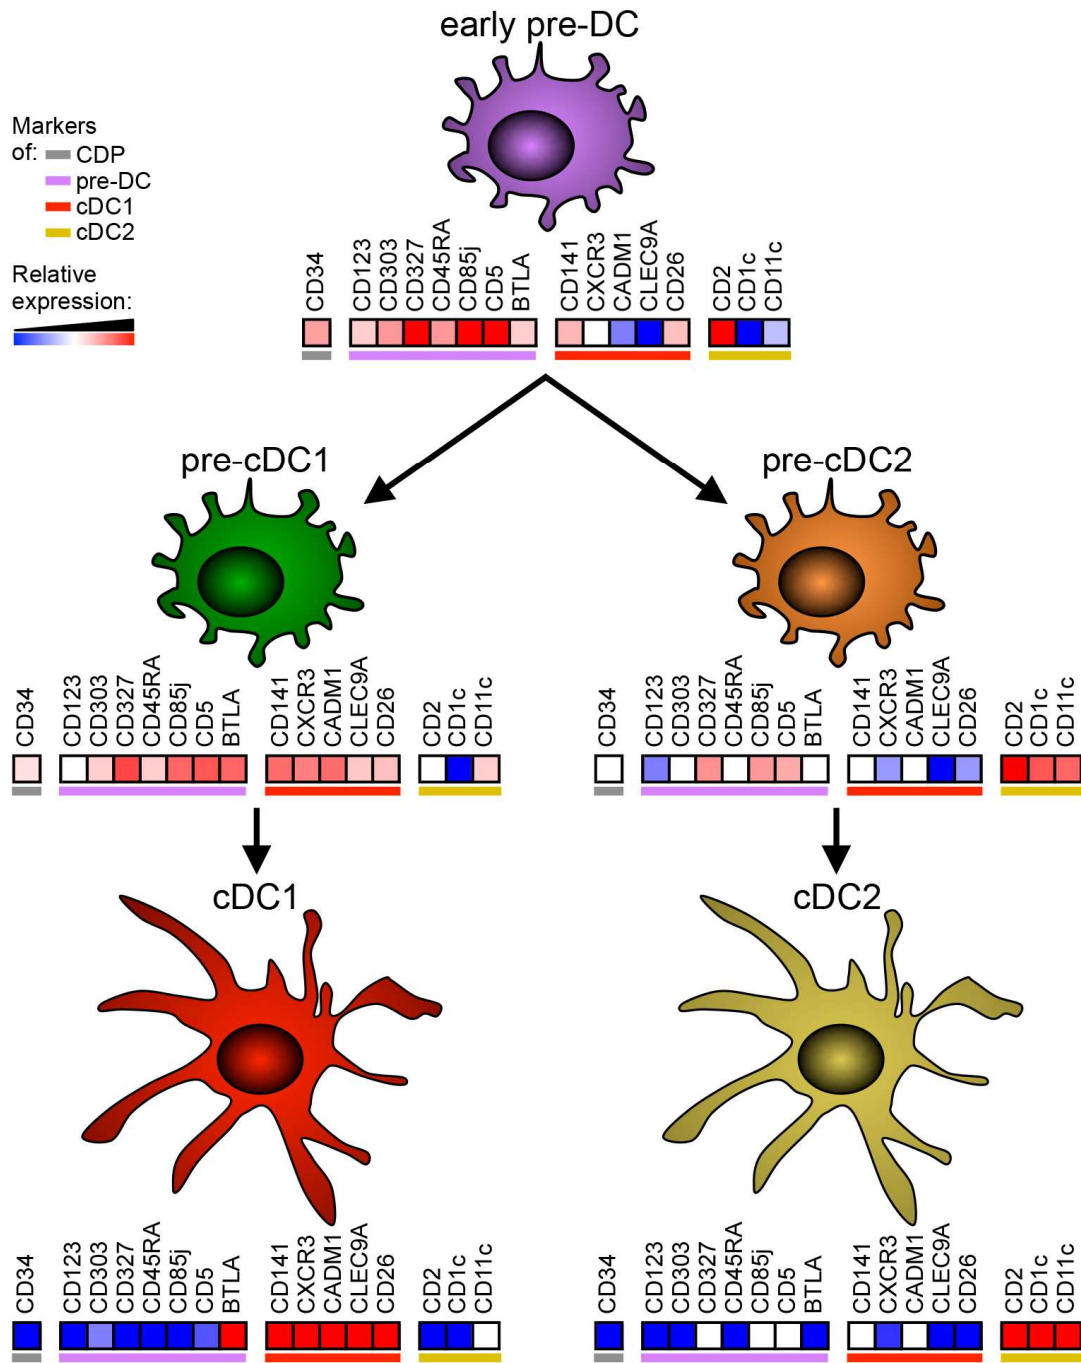 early pre-DC
Markers
of:
CDP
pre-DC
cDC1
cDC2
Relative
expression:
CD34
CD123
CD303
CD327
CD45RA
CD85j
CD5
BTLA
CD141
XCR3
CADM1
CLEC9A
CD26
CD2
CD1c
CD11c
pre-cDC1
pre-cDC2
CD34
CD123
CD303
CD327
CD45RA
CD85j
CD5
BTLA
CD141
CXCR3
CADM1
CLEC9A
CD26
CD2
CD1c
CD11c
CD34
CD123
CD303
CD327
CD45RA
CD85j
CD5
BTLA
CD141
CXCR3
CADM1
CLEC9A
CD26
CD2
CD1c
CD11c
cDC1
cDC2
CD34
CD123
CD303
CD327
CD45RA
CD85j
CD5
BTLA
CD141
CXCR3
CADM1
CLEC9A
CD26
CD2
CD1c
CD11c
CD34
CD123
CD303
CD327
CD45RA
CD85j
CD5
BTLA
CD141
CXCR3
CADM1
CLEC9A
CD26
CD2
CD1c
CD11c